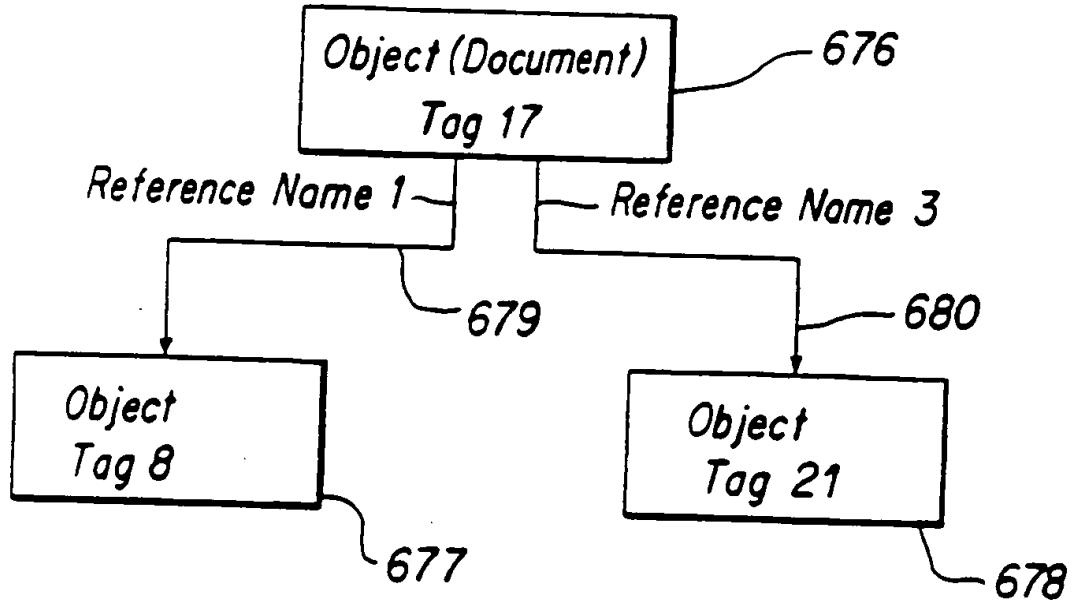 Object (Document)
Tag 17
676
Reference Name 1
Reference Name 3
679
680
Object
Tag 8
677
Object
Tag 21
678